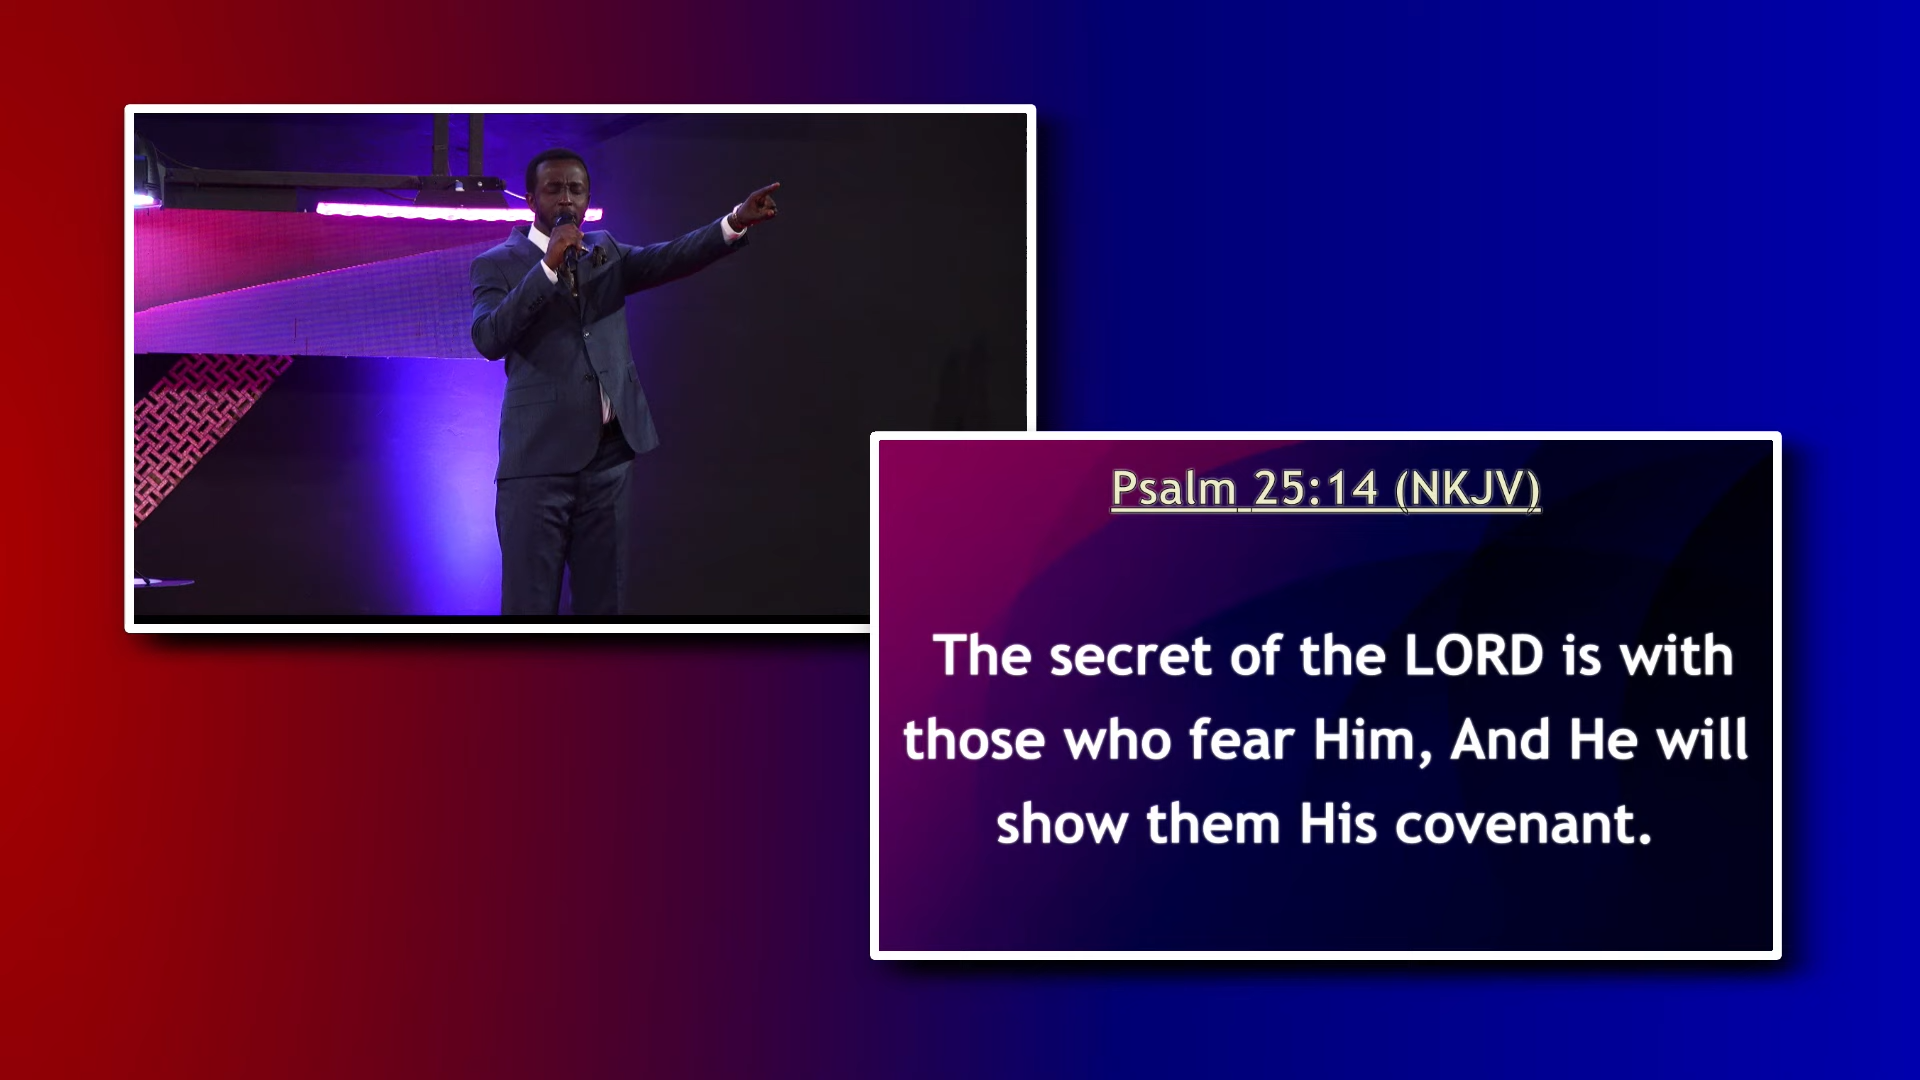 Psalm 25:14 (NKJV)
The secret of the LORD is with
those who fear Him, And He will
show them His covenant.